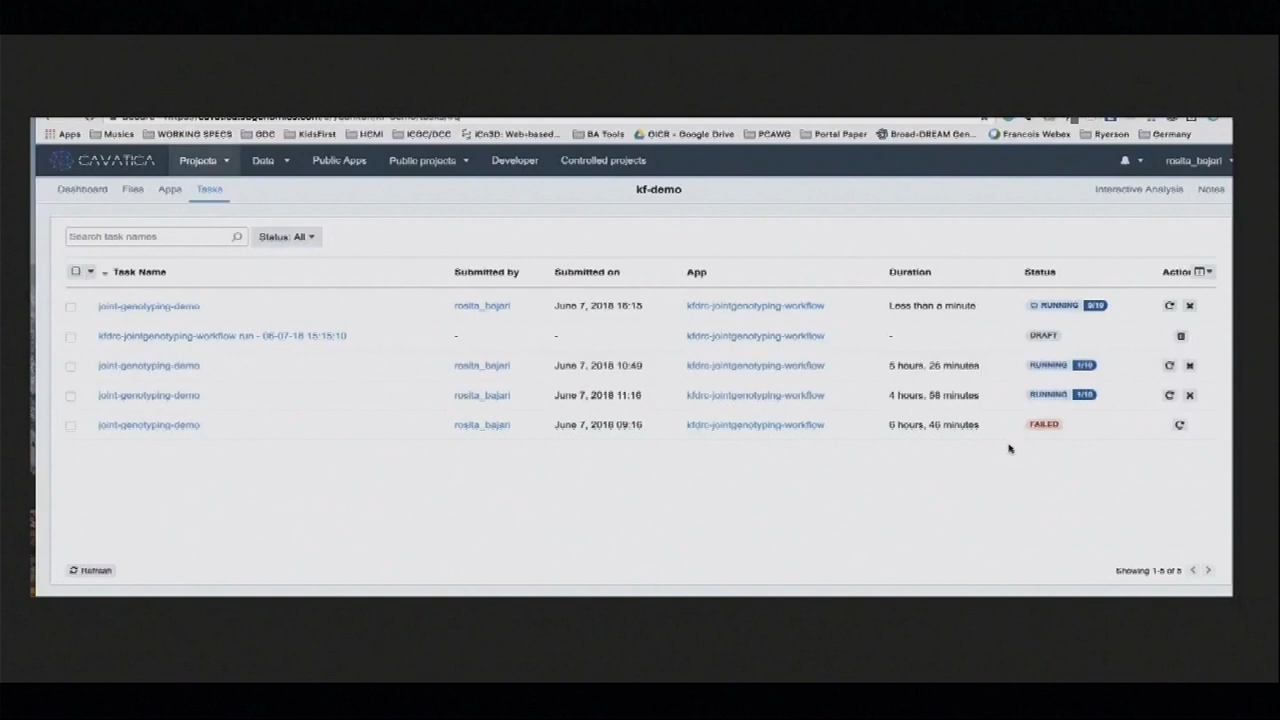 Apps Musics WORKING SPECS GDC KidsFirst HCMI ICGC/DCC iCn3D: Web-based... BA Tools OICR - Google Drive PCAWG Portal Paper Broad-DREAM Gen... Francois Webex Ryerson Germany
CAVATICA Projects Data Public Apps Public projects Developer Controlled projects rosita_bajari
Dashboard Files Apps Tasks kf-demo Interactive Analysis Notes
Search task names Status: All
Task Name Submitted by Submitted on App Duration Status Action
joint-genotyping-demo rosita_bajari June 7, 2018 16:15 kfdrc-jointgenotyping-workflow Less than a minute RUNNING 0/10
kfdrc-jointgenotyping-workflow run - 06-07-18 15:15:10 - - kfdrc-jointgenotyping-workflow - DRAFT
joint-genotyping-demo rosita_bajari June 7, 2018 10:49 kfdrc-jointgenotyping-workflow 5 hours, 26 minutes RUNNING 1/10
joint-genotyping-demo rosita_bajari June 7, 2018 11:16 kfdrc-jointgenotyping-workflow 4 hours, 58 minutes RUNNING 1/10
joint-genotyping-demo rosita_bajari June 7, 2018 09:16 kfdrc-jointgenotyping-workflow 6 hours, 46 minutes FAILED
Refresh Showing 1-5 of 5